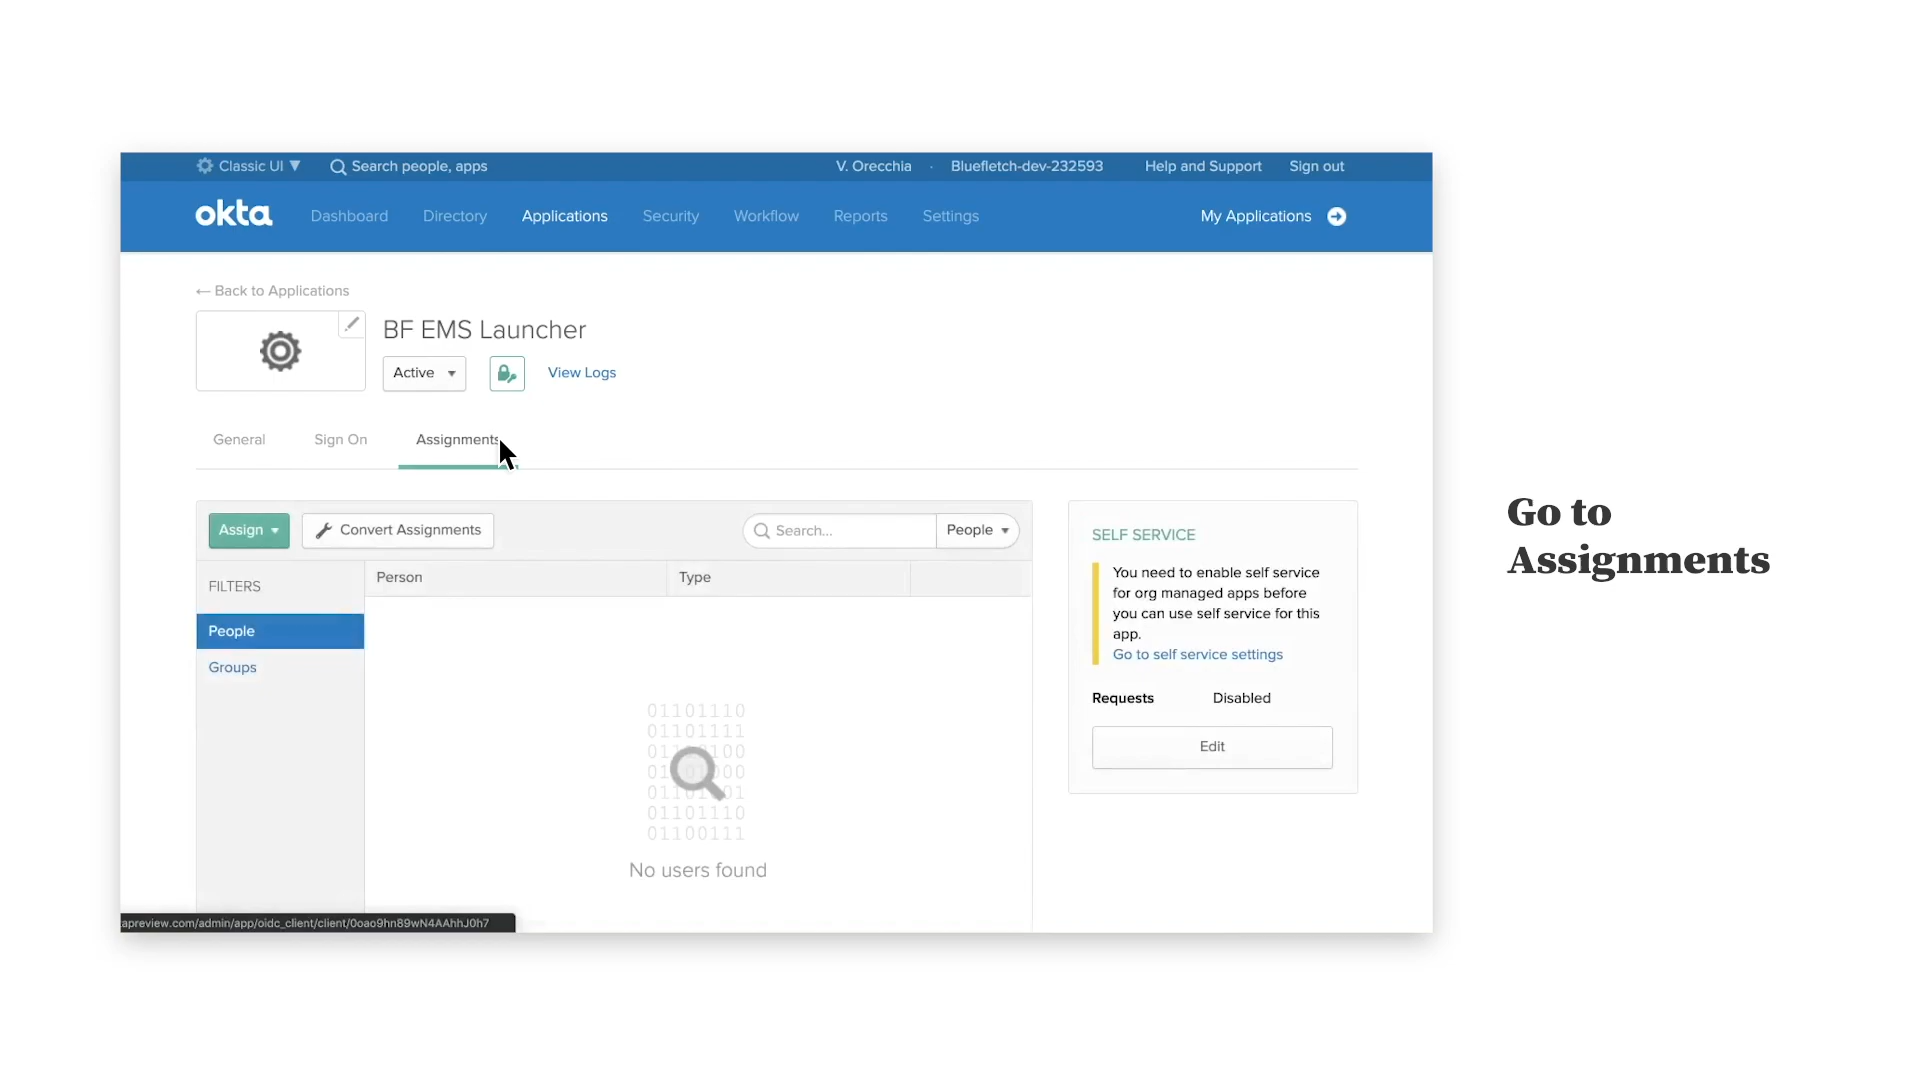 Classic UI ▼
Search people, apps
V. Orecchia · Bluefletch-dev-232593
Help and Support
Sign out
okta
Dashboard
Directory
Applications
Security
Workflow
Reports
Settings
My Applications
← Back to Applications
BF EMS Launcher
Active
View Logs
General
Sign On
Assignments
Assign
Convert Assignments
Search...
People
FILTERS
Person
Type
People
Groups
01101110
01101111
01100100
01101000
01101001
01101110
01100111
No users found
SELF SERVICE
You need to enable self service
for org managed apps before
you can use self service for this
app.
Go to self service settings
Requests
Disabled
Edit
apreview.com/admin/app/oidc_client/client/0oao9hn89wN4AAhhJ0h7
Go to
Assignments